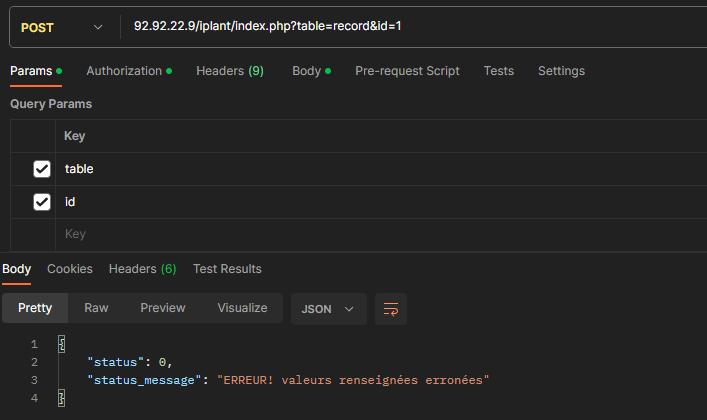 POST 92.92.22.9/iplant/index.php?table=record&id=1
Params Authorization Headers (9) Body Pre-request Script Tests Settings
Query Params
Key
table
id
Key
Body Cookies Headers (6) Test Results
Pretty Raw Preview Visualize JSON
1 {
2 "status": 0,
3 "status_message": "ERREUR! valeurs renseignées erronées"
4 }